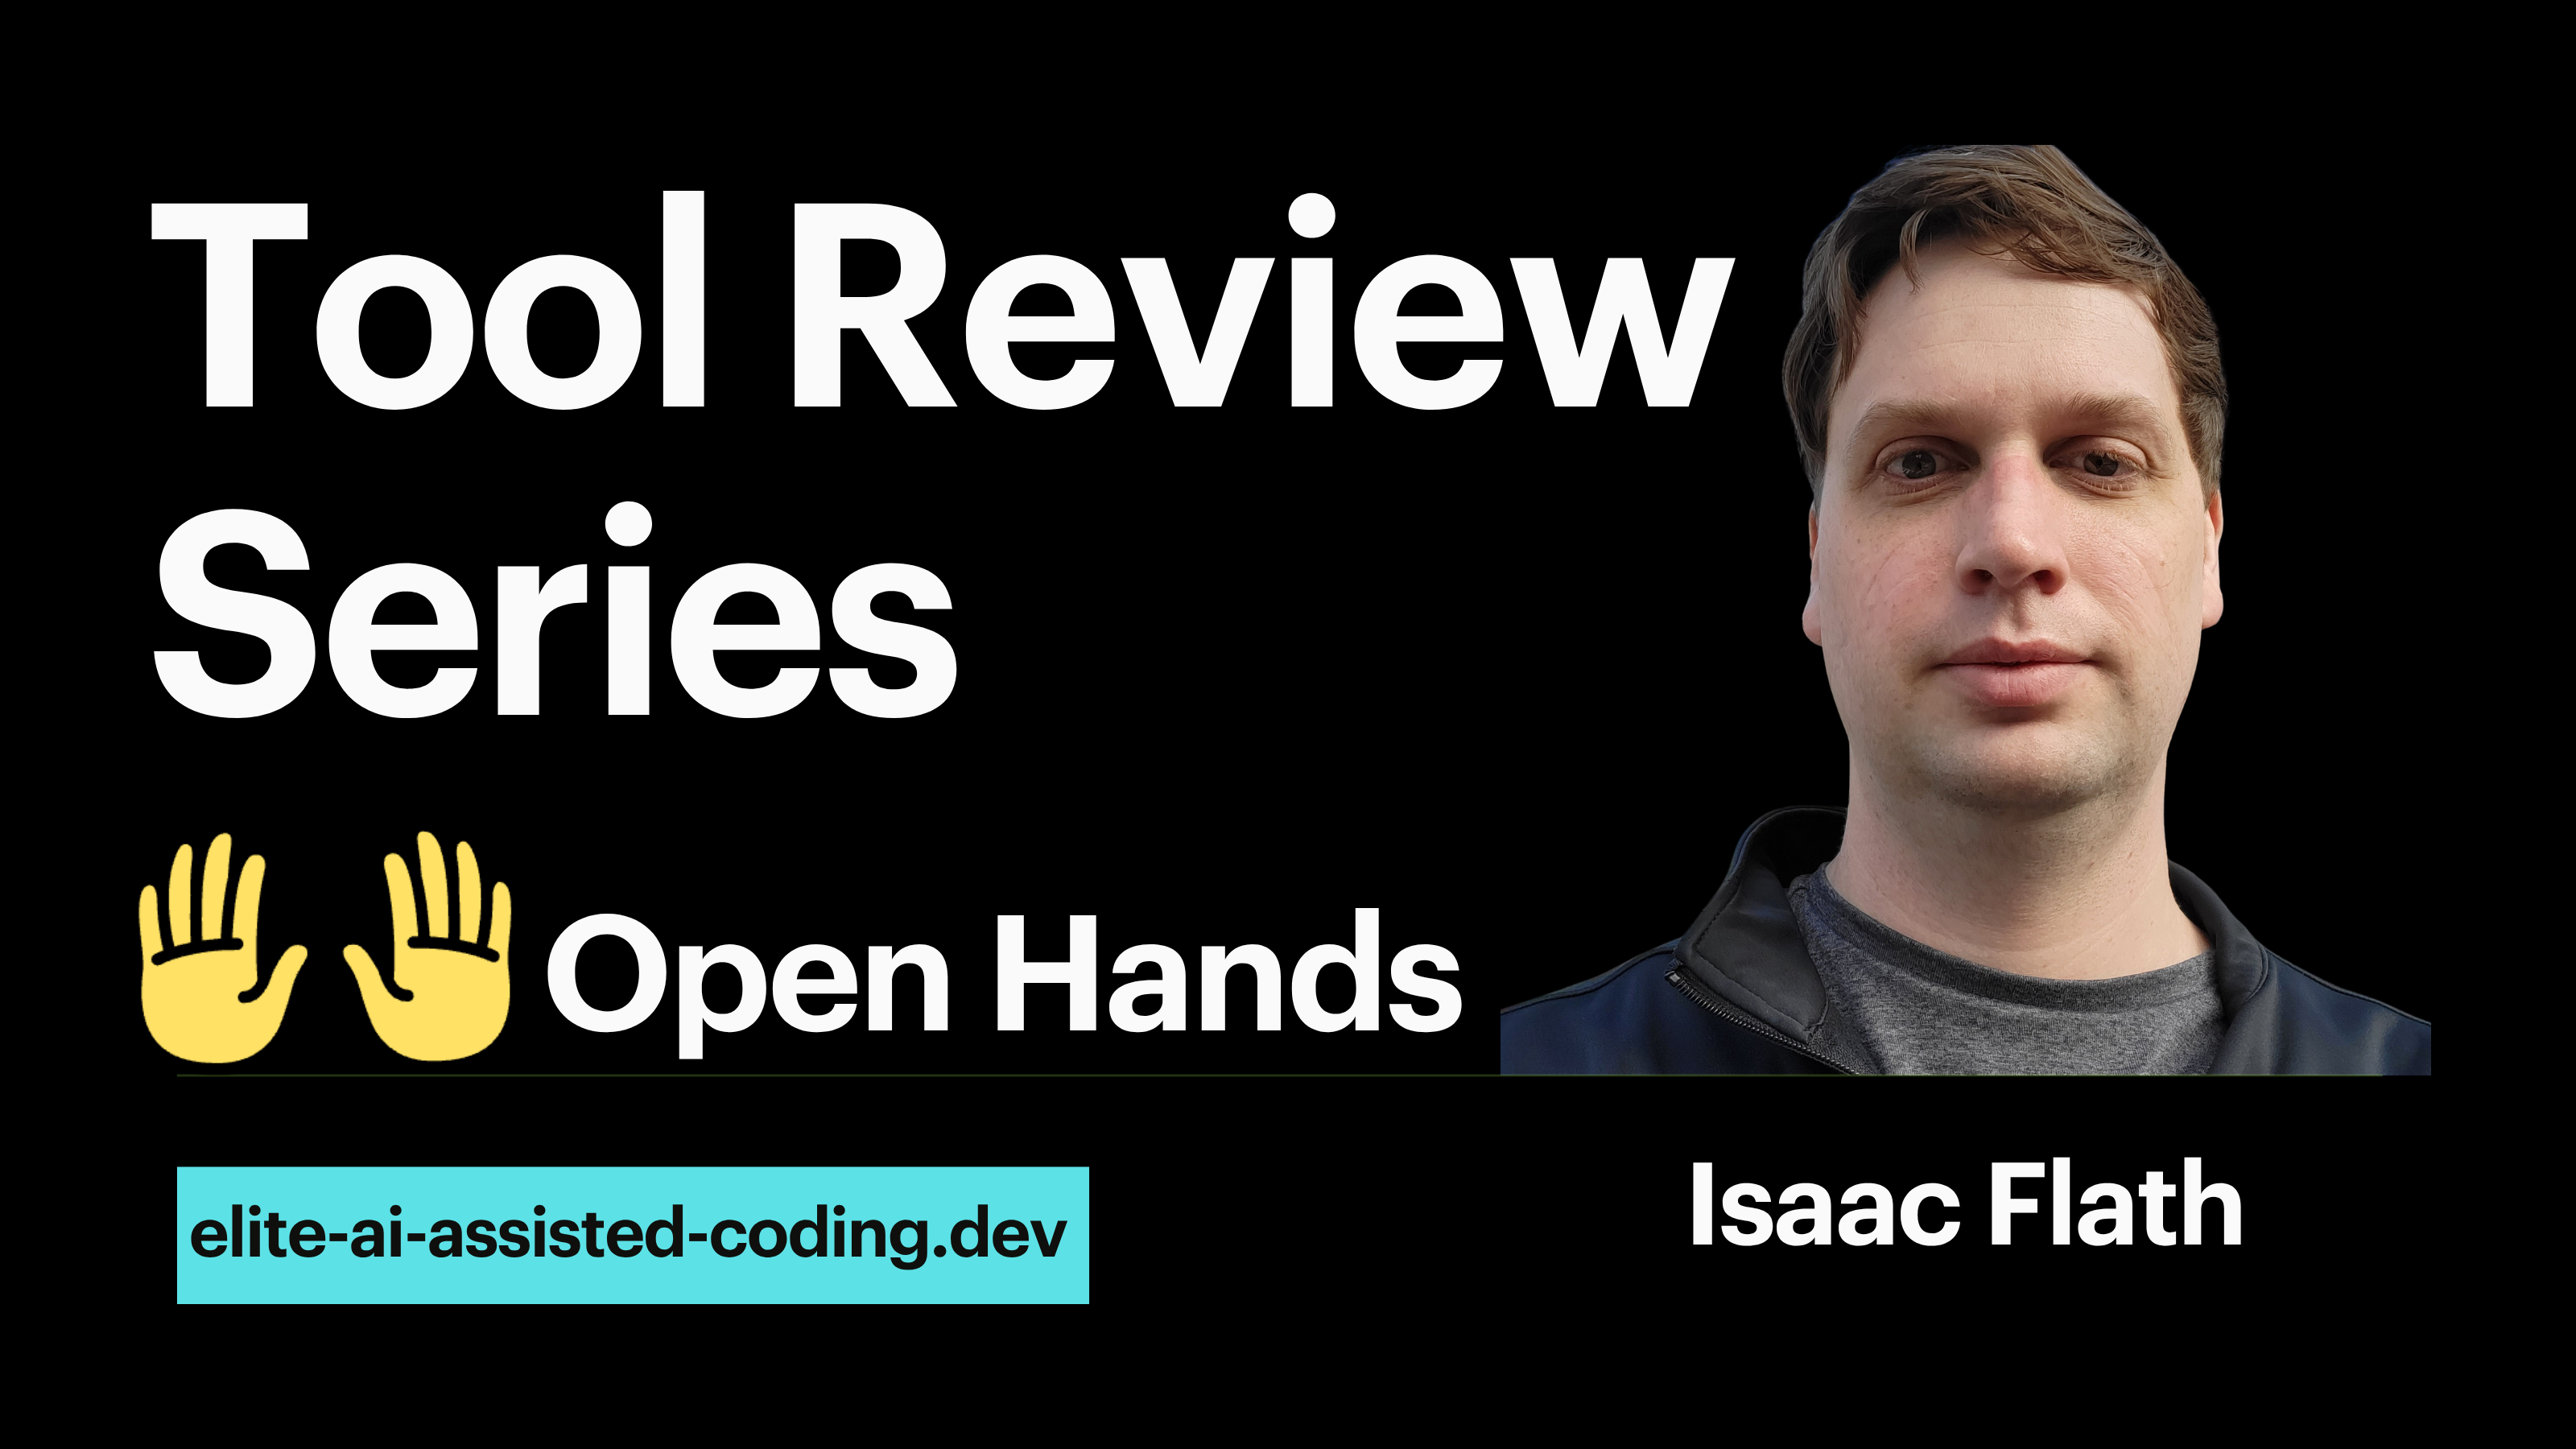 Tool Review
Series
Open Hands
elite-ai-assisted-coding.dev
Isaac Flath